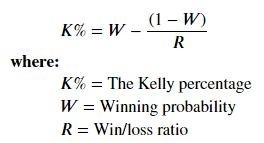 K% = W − (1 − W) / R
where:
K% = The Kelly percentage
W = Winning probability
R = Win/loss ratio